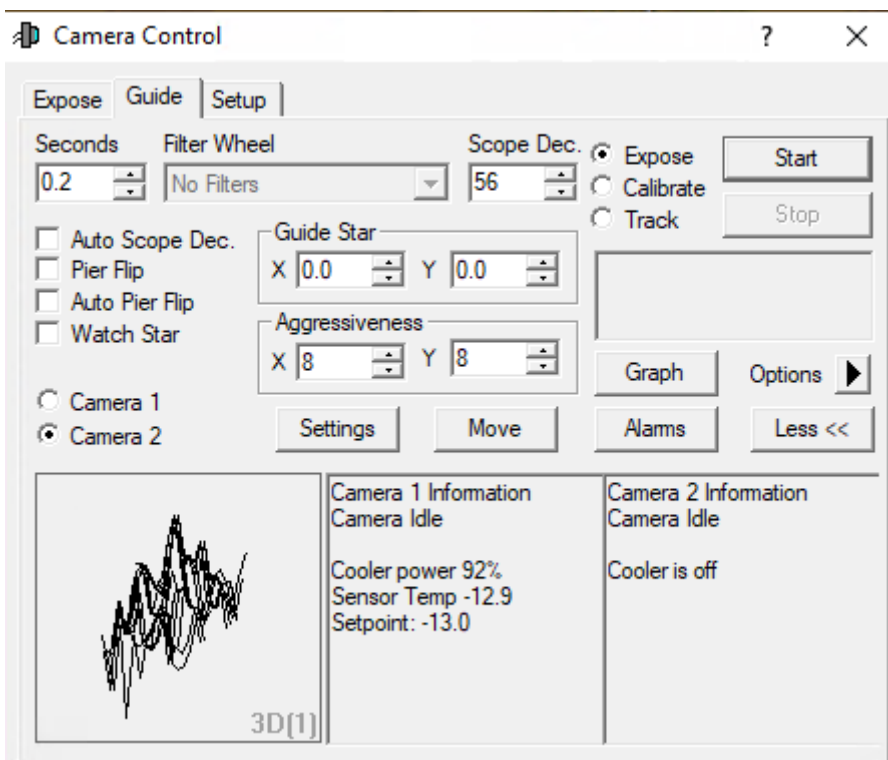 Camera Control
?
Expose Guide Setup
Seconds Filter Wheel Scope Dec.
0.2 No Filters 56
Expose
Calibrate
Track
Start
Stop
Auto Scope Dec.
Pier Flip
Auto Pier Flip
Watch Star
Guide Star
X 0.0 Y 0.0
Aggressiveness
X 8 Y 8
Graph Options
Camera 1
Camera 2
Settings Move Alarms Less <<
3D(1)
Camera 1 Information
Camera Idle
Cooler power 92%
Sensor Temp -12.9
Setpoint: -13.0
Camera 2 Information
Camera Idle
Cooler is off